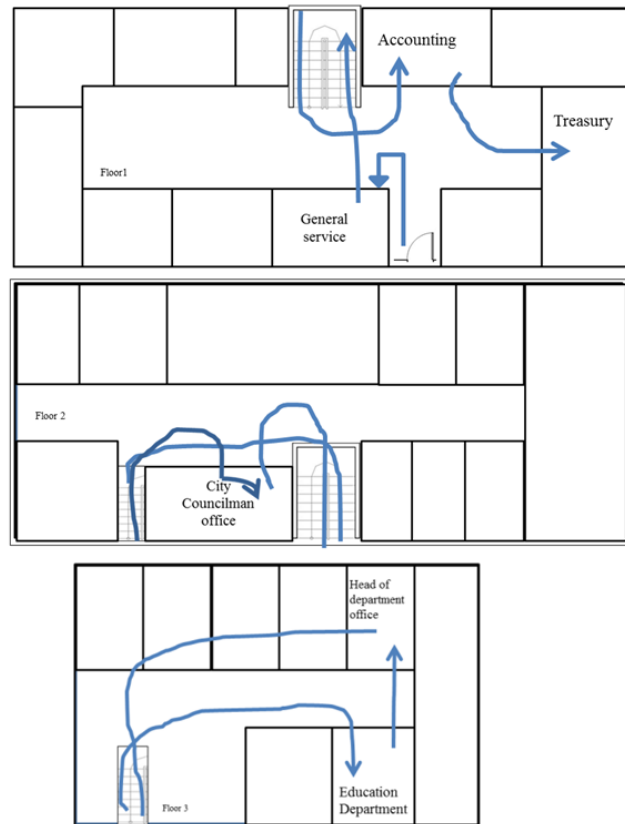 Accounting
Treasury
Floor1
General
service
Floor 2
City
Councilman
office
Head of
department
office
Education
Department
Floor 3